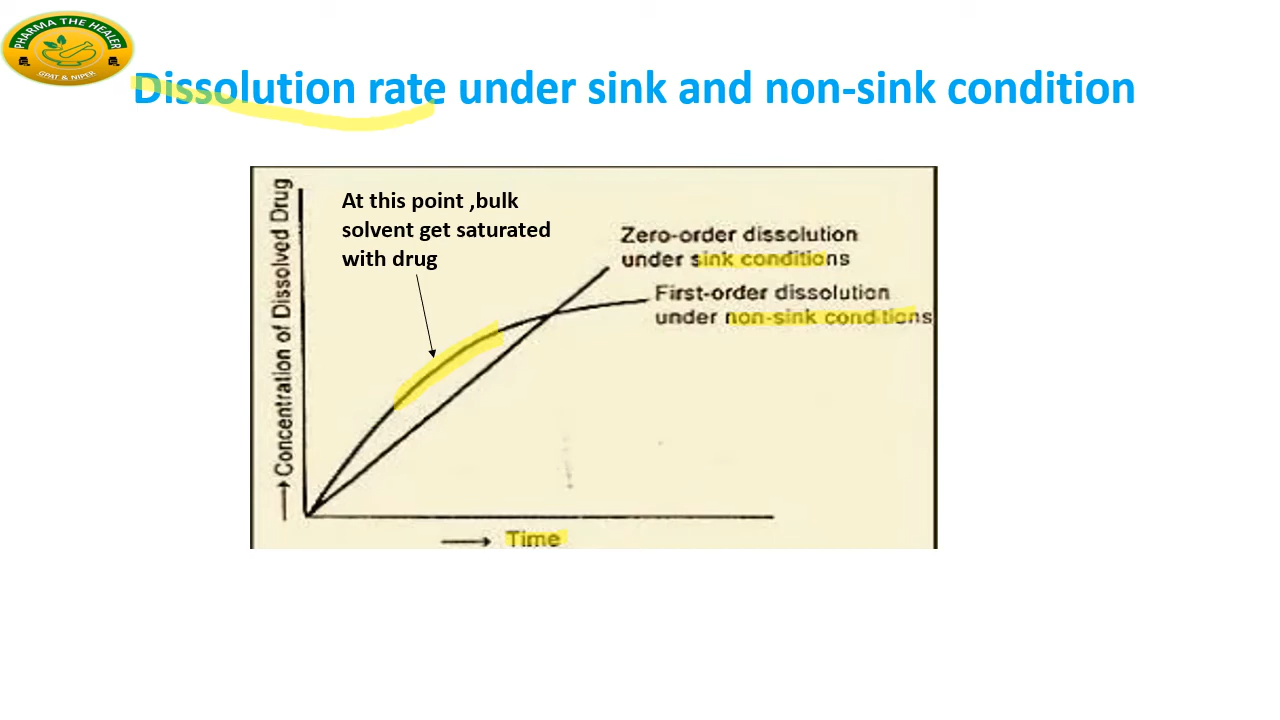 PHARMA THE HEALER
GPAT & NIPER
Dissolution rate under sink and non-sink condition
At this point ,bulk
solvent get saturated
with drug
Zero-order dissolution
under sink conditions
First-order dissolution
under non-sink conditions
Concentration of Dissolved Drug
Time